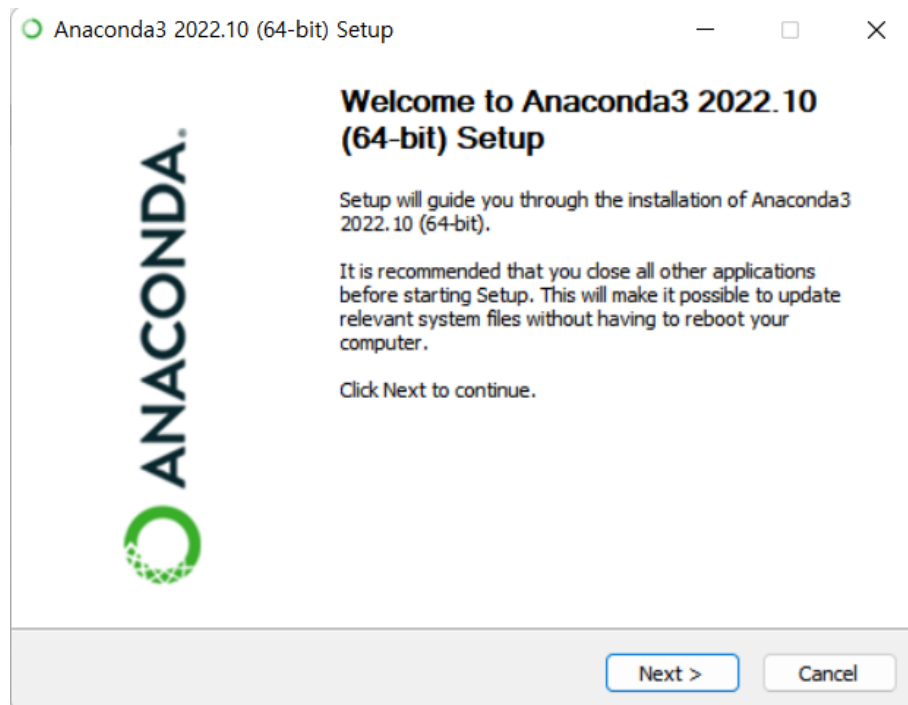 Anaconda3 2022.10 (64-bit) Setup
Welcome to Anaconda3 2022.10
(64-bit) Setup
ANACONDA.
Setup will guide you through the installation of Anaconda3
2022.10 (64-bit).
It is recommended that you close all other applications
before starting Setup. This will make it possible to update
relevant system files without having to reboot your
computer.
Click Next to continue.
Next >
Cancel